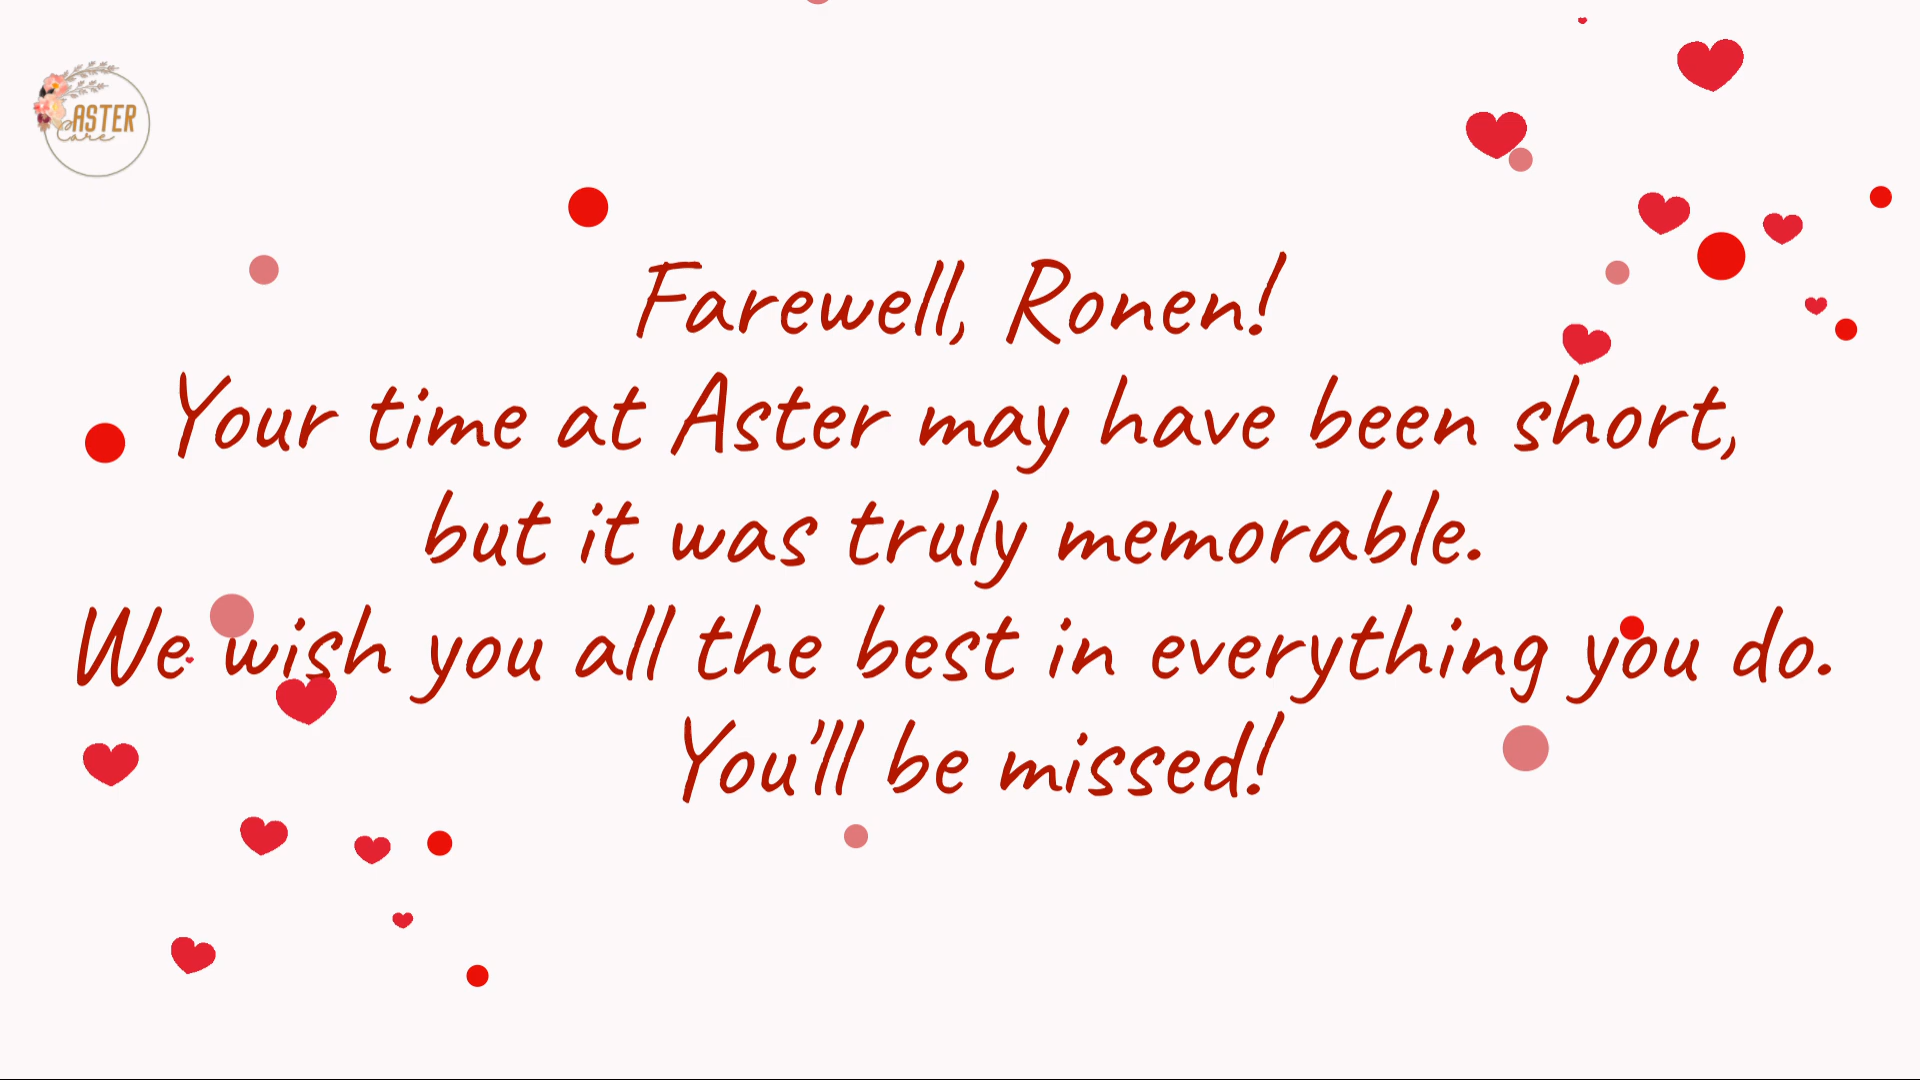 ASTER
Care
Farewell, Ronen!
Your time at Aster may have been short,
but it was truly memorable.
We wish you all the best in everything you do.
You'll be missed!